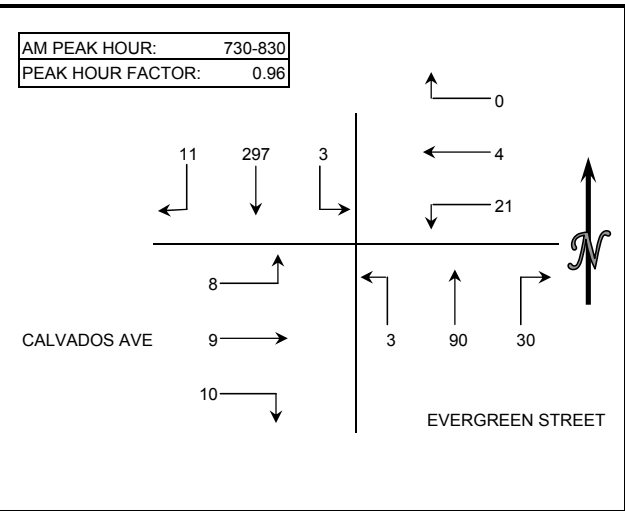 AM PEAK HOUR: 730-830
PEAK HOUR FACTOR: 0.96
0
11 297 3 4
21
8
CALVADOS AVE 9 3 90 30
10
EVERGREEN STREET
N